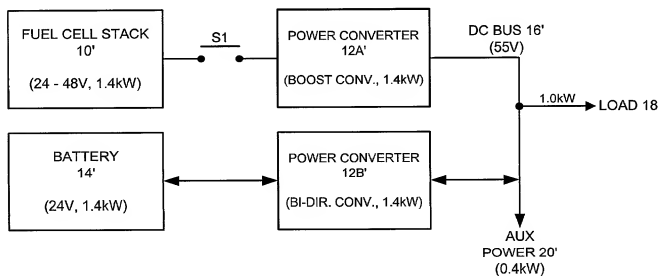 FUEL CELL STACK
10'
(24 - 48V, 1.4kW)
S1
POWER CONVERTER
12A'
(BOOST CONV., 1.4kW)
DC BUS 16'
(55V)
1.0kW
LOAD 18
BATTERY
14'
(24V, 1.4kW)
POWER CONVERTER
12B'
(BI-DIR. CONV., 1.4kW)
AUX
POWER 20'
(0.4kW)